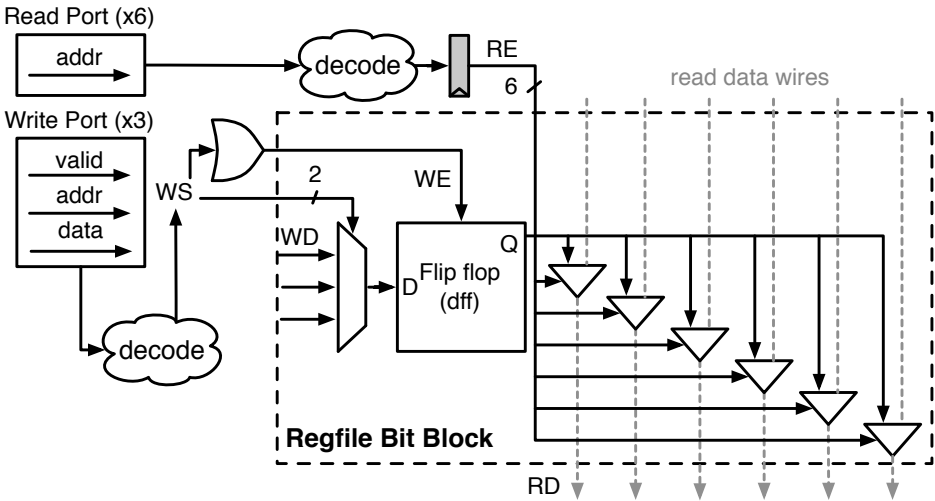 Read Port (x6)
addr
decode
RE
6
read data wires
Write Port (x3)
valid
addr
data
WS
2
WE
WD
D
Flip flop
(dff)
Q
decode
Regfile Bit Block
RD